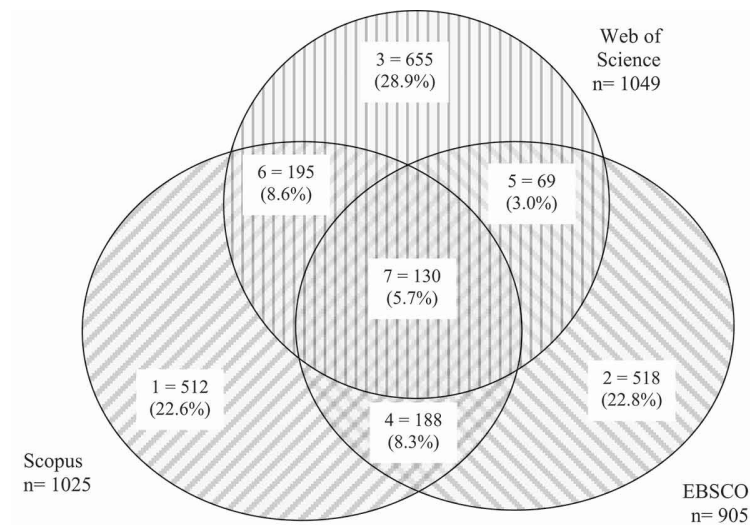 3 = 655
(28.9%)
Web of
Science
n= 1049
6 = 195
(8.6%)
5 = 69
(3.0%)
7 = 130
(5.7%)
1 = 512
(22.6%)
2 = 518
(22.8%)
4 = 188
(8.3%)
Scopus
n= 1025
EBSCO
n= 905